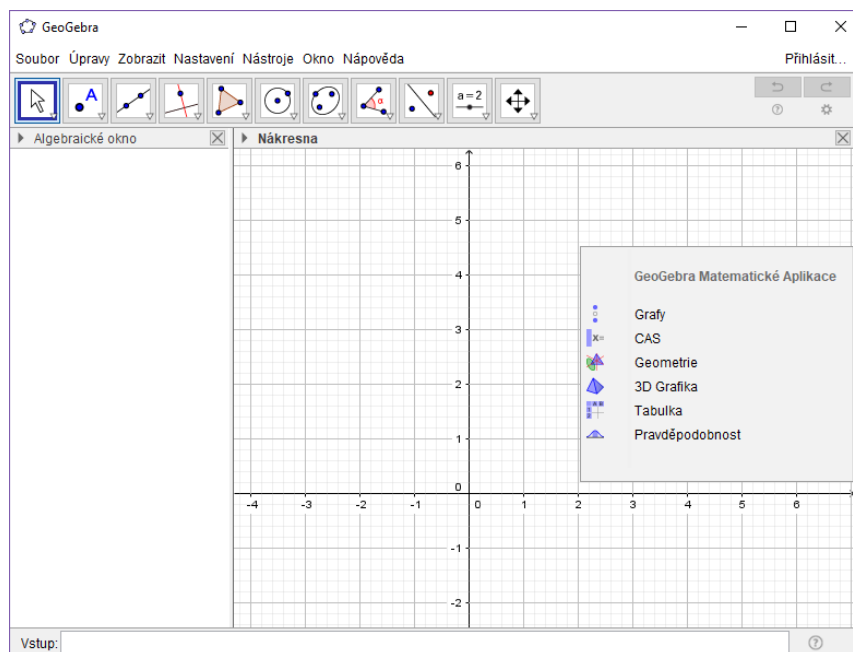 GeoGebra
Soubor Úpravy Zobrazit Nastavení Nástroje Okno Nápověda Přihlásit...
A α a=2
Algebraické okno Nákresna
6
5
4
3
2
1
0
-4 -3 -2 -1 0 1 2 3 4 5 6
-1
-2
GeoGebra Matematické Aplikace
Grafy
x= CAS
Geometrie
3D Grafika
Tabulka
Pravděpodobnost
Vstup: